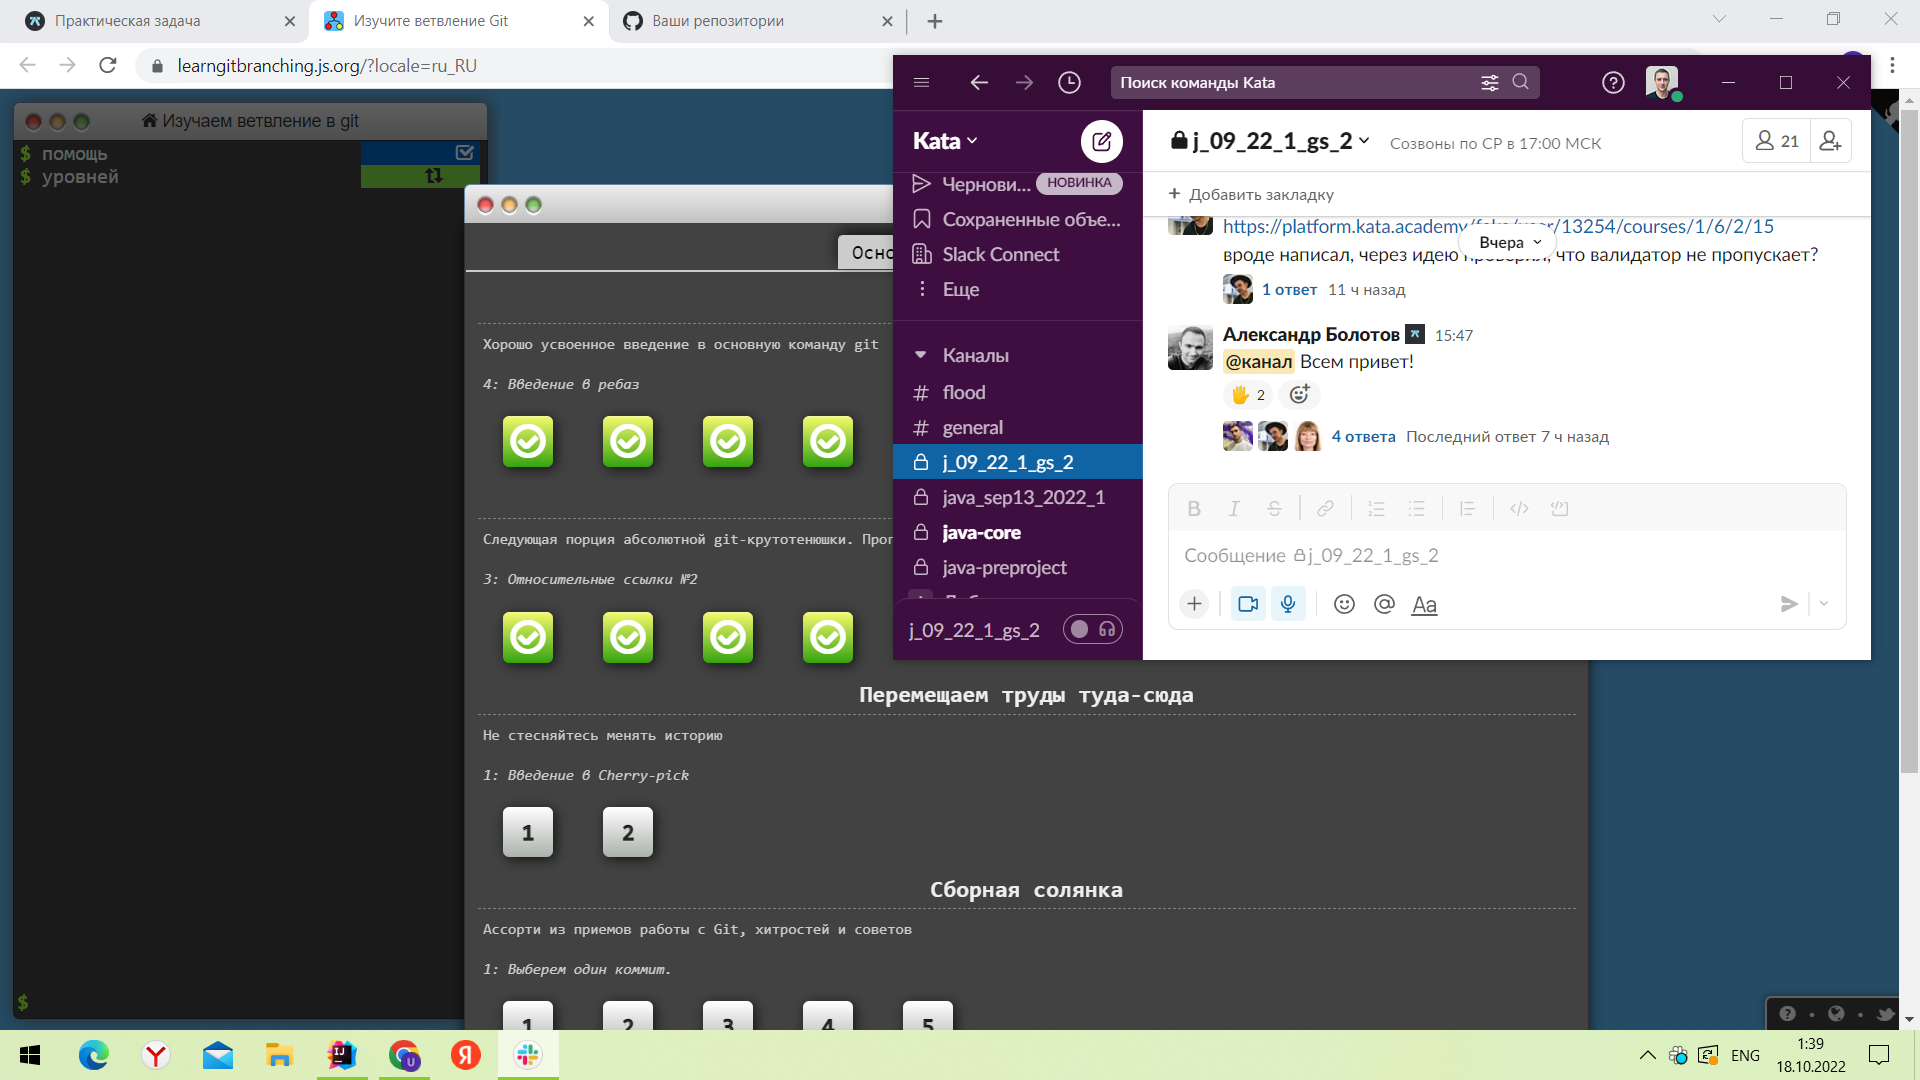 Практическая задача
Изучите ветвление Git
Ваши репозитории
learngitbranching.js.org/?locale=ru_RU
Изучаем ветвление в git
$ помощь
$ уровней
$
Хорошо усвоенное введение в основную команду git
4: Введение в ребаз
3: Относительные ссылки №2
Перемещаем труды туда-сюда
Не стесняйтесь менять историю
1: Введение в Cherry-pick
1 2
Сборная солянка
Ассорти из приемов работы с Git, хитростей и советов
1: Выберем один коммит.
1 2 3 4 5
Следующая порция абсолютной git-крутотенюшки.
Поиск команды Kata
Kata
Чернови... НОВИНКА
Сохраненные объе...
Slack Connect
Еще
Каналы
# flood
# general
j_09_22_1_gs_2
java_sep13_2022_1
java-core
java-preproject
j_09_22_1_gs_2
j_09_22_1_gs_2 Созвоны по СР в 17:00 МСК
21
+ Добавить закладку
https://platform.kata.academy/ /13254/courses/1/6/2/15
Вчера
вроде написал, через идею что валидатор не пропускает?
1 ответ 11 ч назад
Александр Болотов 15:47
@канал Всем привет!
2
4 ответа Последний ответ 7 ч назад
B I S
Сообщение j_09_22_1_gs_2
Aa
ENG
1:39
18.10.2022